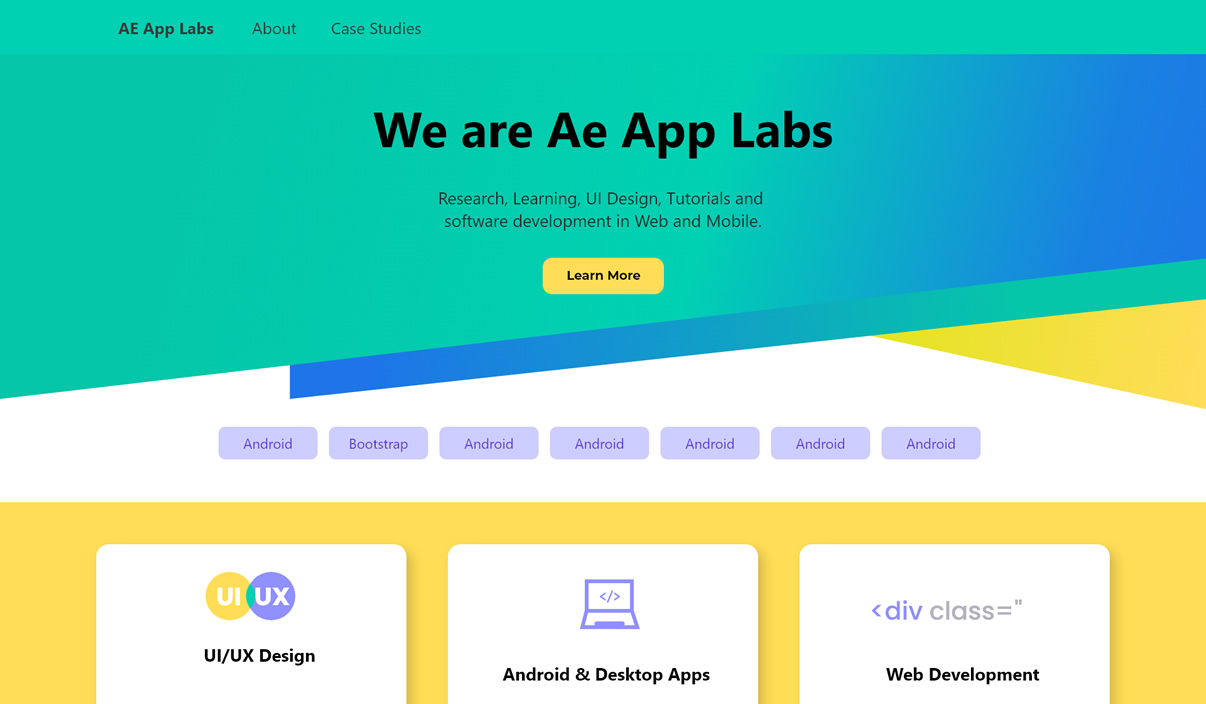 AE App Labs About Case Studies
We are Ae App Labs
Research, Learning, UI Design, Tutorials and
software development in Web and Mobile.
Learn More
Android Bootstrap Android Android Android Android Android
UI UX
</>
<div class="
UI/UX Design
Android & Desktop Apps
Web Development